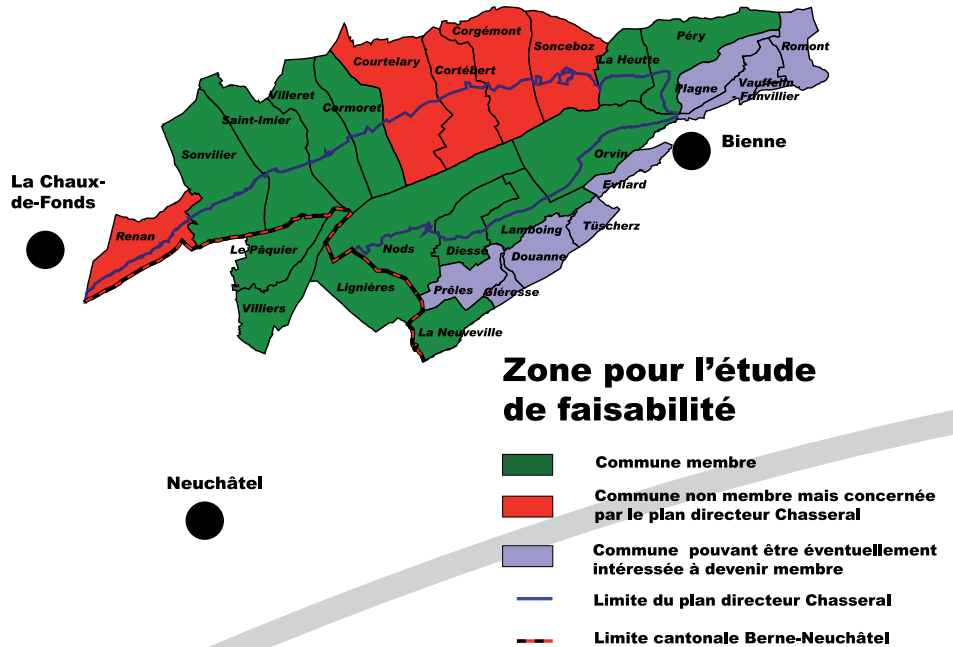 Péry
Romont
Corgémont
Sonceboz
La Heutte
Courtelary
Cortébert
Plagne
Vauffelin
- Funvillier
Villeret
Cormoret
Saint-Imier
Bienne
Sonvilier
Orvin
La Chaux-
de-Fonds
Evilard
Renan
Lamboing
Tüscherz
Le Pâquier
Nods
Diesse
Douanne
Lignières
Prêles
Gléresse
Villiers
La Neuveville
Zone pour l'étude
de faisabilité
Neuchâtel
Commune membre
Commune non membre mais concernée
par le plan directeur Chasseral
Commune pouvant être éventuellement
intéressée à devenir membre
Limite du plan directeur Chasseral
Limite cantonale Berne-Neuchâtel